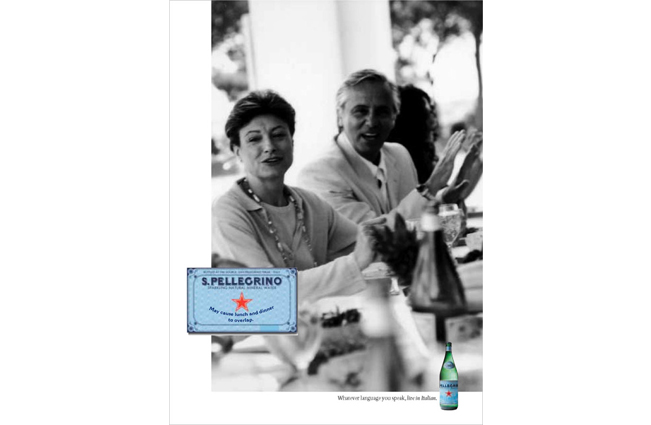 S.PELLEGRINO
SPARKLING NATURAL MINERAL WATER
May cause lunch and dinner
to overlap.
Whatever language you speak, live in Italian.
S.PELLEGRINO